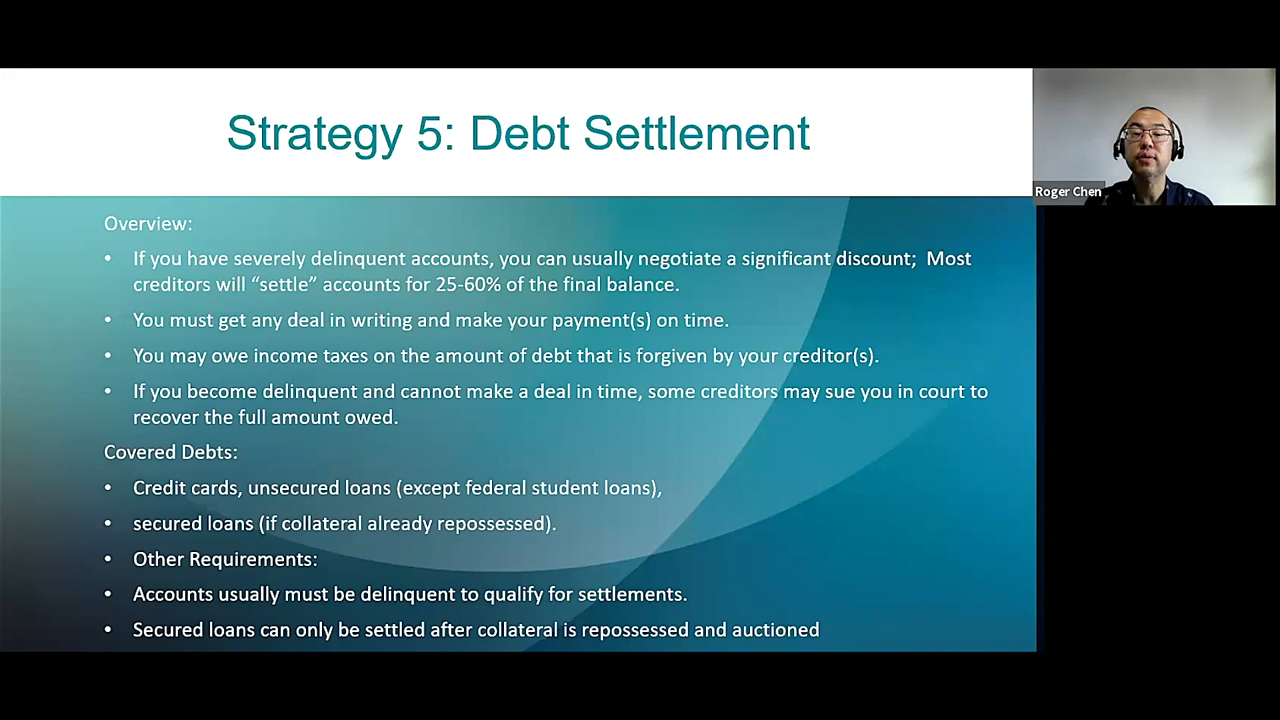 Strategy 5: Debt Settlement
Roger Chen
Overview:
• If you have severely delinquent accounts, you can usually negotiate a significant discount;  Most
creditors will “settle” accounts for 25-60% of the final balance.
• You must get any deal in writing and make your payment(s) on time.
• You may owe income taxes on the amount of debt that is forgiven by your creditor(s).
• If you become delinquent and cannot make a deal in time, some creditors may sue you in court to
recover the full amount owed.
Covered Debts:
• Credit cards, unsecured loans (except federal student loans),
• secured loans (if collateral already repossessed).
• Other Requirements:
• Accounts usually must be delinquent to qualify for settlements.
• Secured loans can only be settled after collateral is repossessed and auctioned